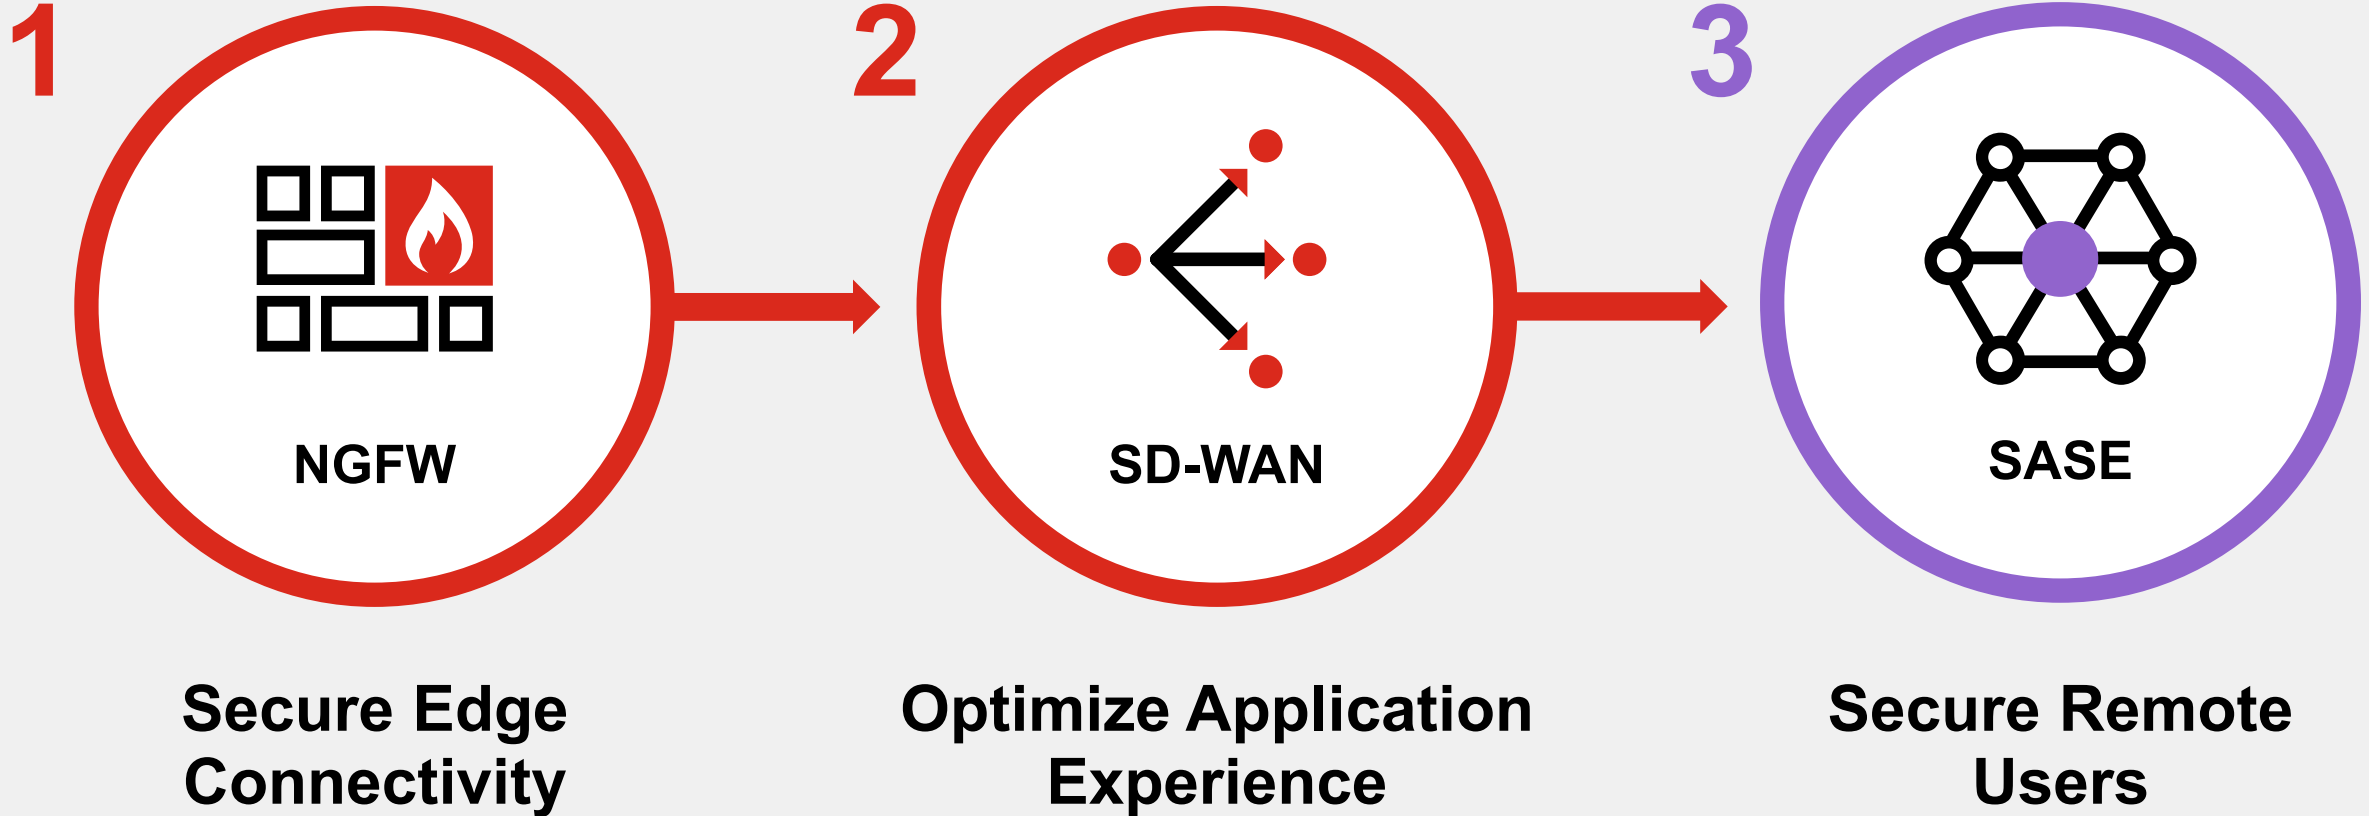 1
2
3
NGFW
SD-WAN
SASE
Secure Edge
Connectivity
Optimize Application
Experience
Secure Remote
Users